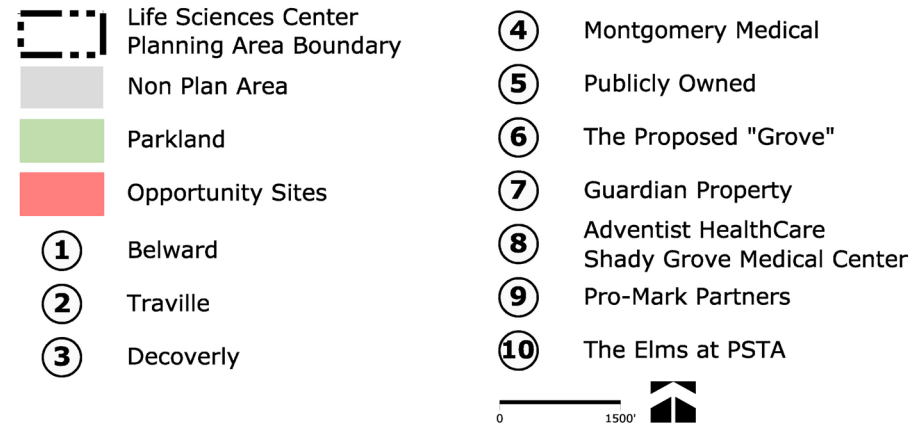 Life Sciences Center
Planning Area Boundary
Non Plan Area
Parkland
Opportunity Sites
1 Belward
2 Traville
3 Decoverly
4 Montgomery Medical
5 Publicly Owned
6 The Proposed "Grove"
7 Guardian Property
8 Adventist HealthCare
Shady Grove Medical Center
9 Pro-Mark Partners
10 The Elms at PSTA
0 1500'